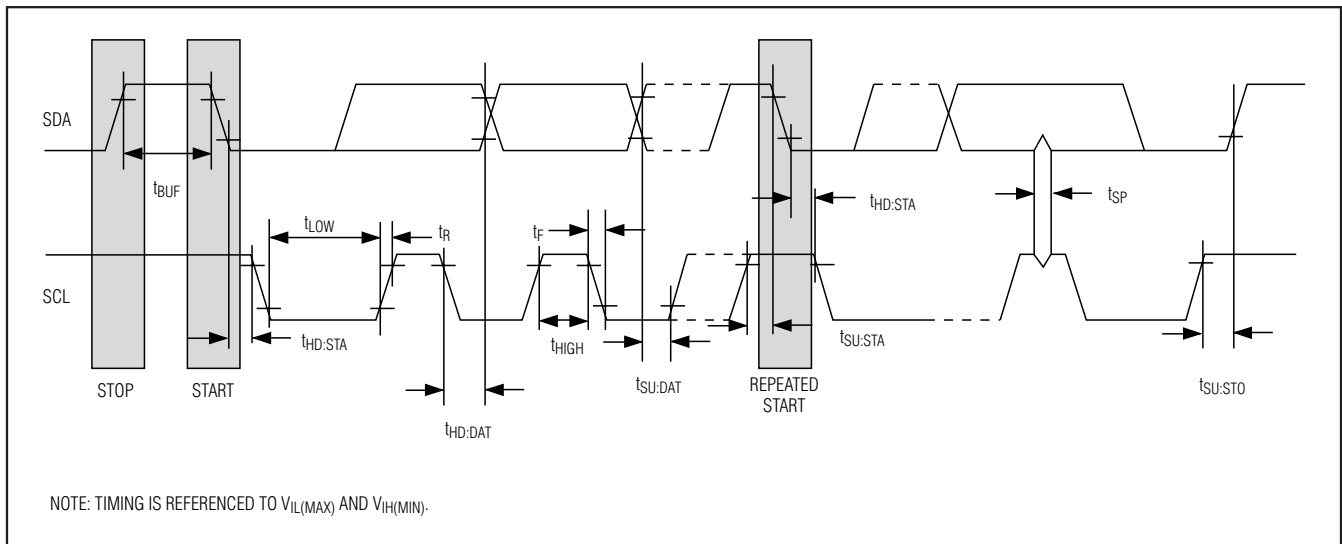 SDA
tBUF
tLOW
tR
tF
tHD:STA
tSP
SCL
tHD:STA
tHIGH
tSU:STA
tSU:DAT
tSU:STO
STOP
START
REPEATED
START
tHD:DAT
NOTE: TIMING IS REFERENCED TO VIL(MAX) AND VIH(MIN).